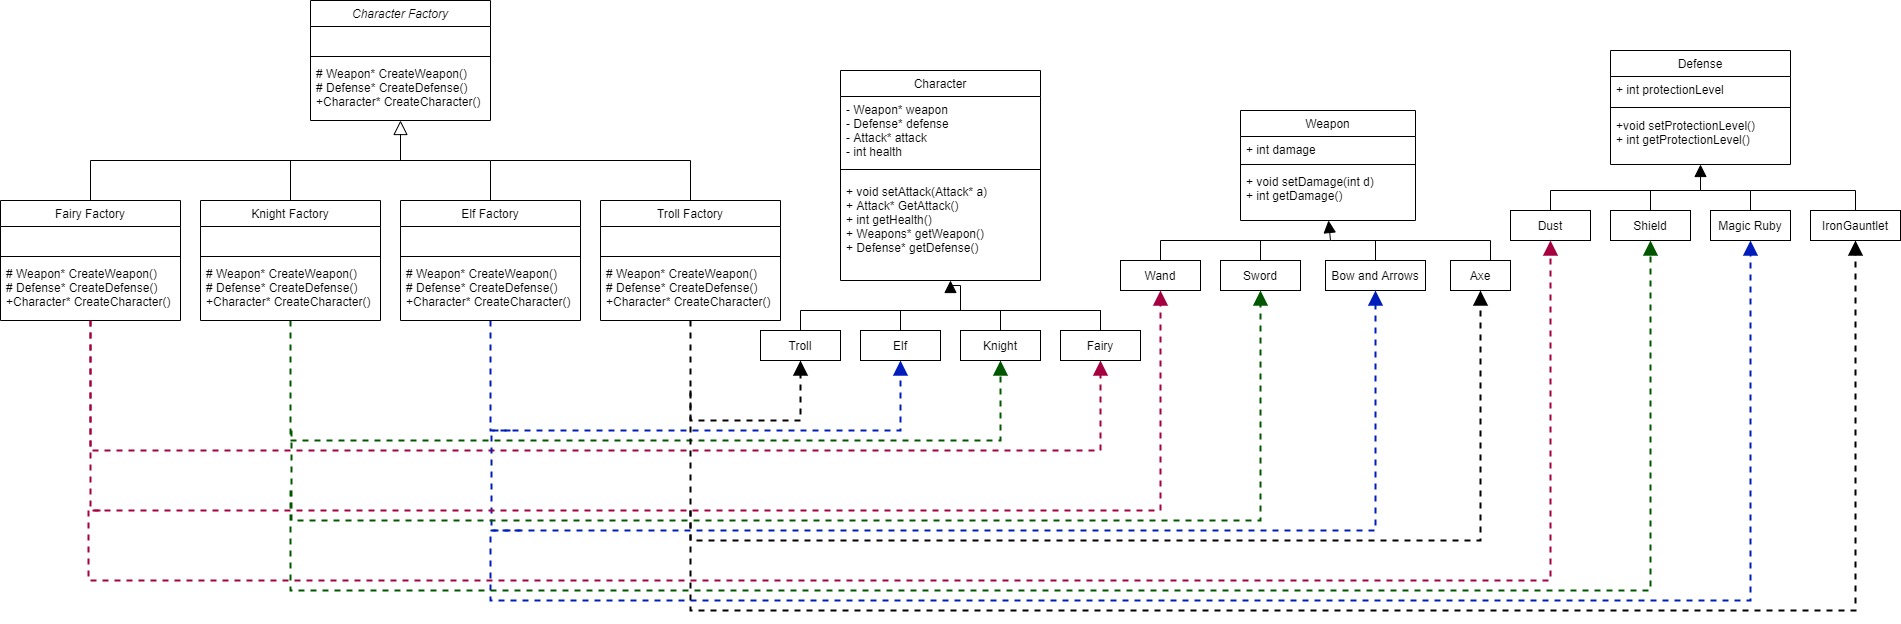 Character Factory
# Weapon* CreateWeapon()
# Defense* CreateDefense()
+Character* CreateCharacter()
Fairy Factory
# Weapon* CreateWeapon()
# Defense* CreateDefense()
+Character* CreateCharacter()
Knight Factory
# Weapon* CreateWeapon()
# Defense* CreateDefense()
+Character* CreateCharacter()
Elf Factory
# Weapon* CreateWeapon()
# Defense* CreateDefense()
+Character* CreateCharacter()
Troll Factory
# Weapon* CreateWeapon()
# Defense* CreateDefense()
+Character* CreateCharacter()
Character
- Weapon* weapon
- Defense* defense
- Attack* attack
- int health
+ void setAttack(Attack* a)
+ Attack* GetAttack()
+ int getHealth()
+ Weapons* getWeapon()
+ Defense* getDefense()
Troll
Elf
Knight
Fairy
Weapon
+ int damage
+ void setDamage(int d)
+ int getDamage()
Wand
Sword
Bow and Arrows
Axe
Defense
+ int protectionLevel
+void setProtectionLevel()
+ int getProtectionLevel()
Dust
Shield
Magic Ruby
IronGauntlet